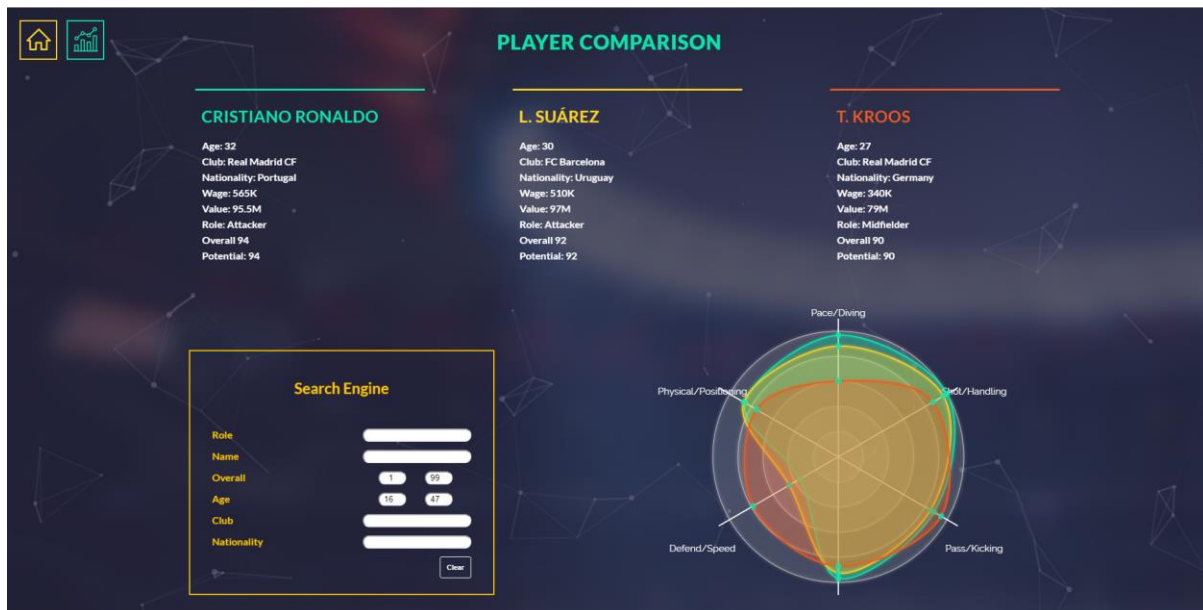 PLAYER COMPARISON
CRISTIANO RONALDO
Age: 32
Club: Real Madrid CF
Nationality: Portugal
Wage: 565K
Value: 95.5M
Role: Attacker
Overall 94
Potential: 94
L. SUÁREZ
Age: 30
Club: FC Barcelona
Nationality: Uruguay
Wage: 510K
Value: 97M
Role: Attacker
Overall 92
Potential: 92
T. KROOS
Age: 27
Club: Real Madrid CF
Nationality: Germany
Wage: 340K
Value: 79M
Role: Midfielder
Overall 90
Potential: 90
Search Engine
Role
Name
Overall 1 99
Age 16 47
Club
Nationality
Clear
Pace/Diving
Physical/Positioning
Shot/Handling
Defend/Speed
Pass/Kicking